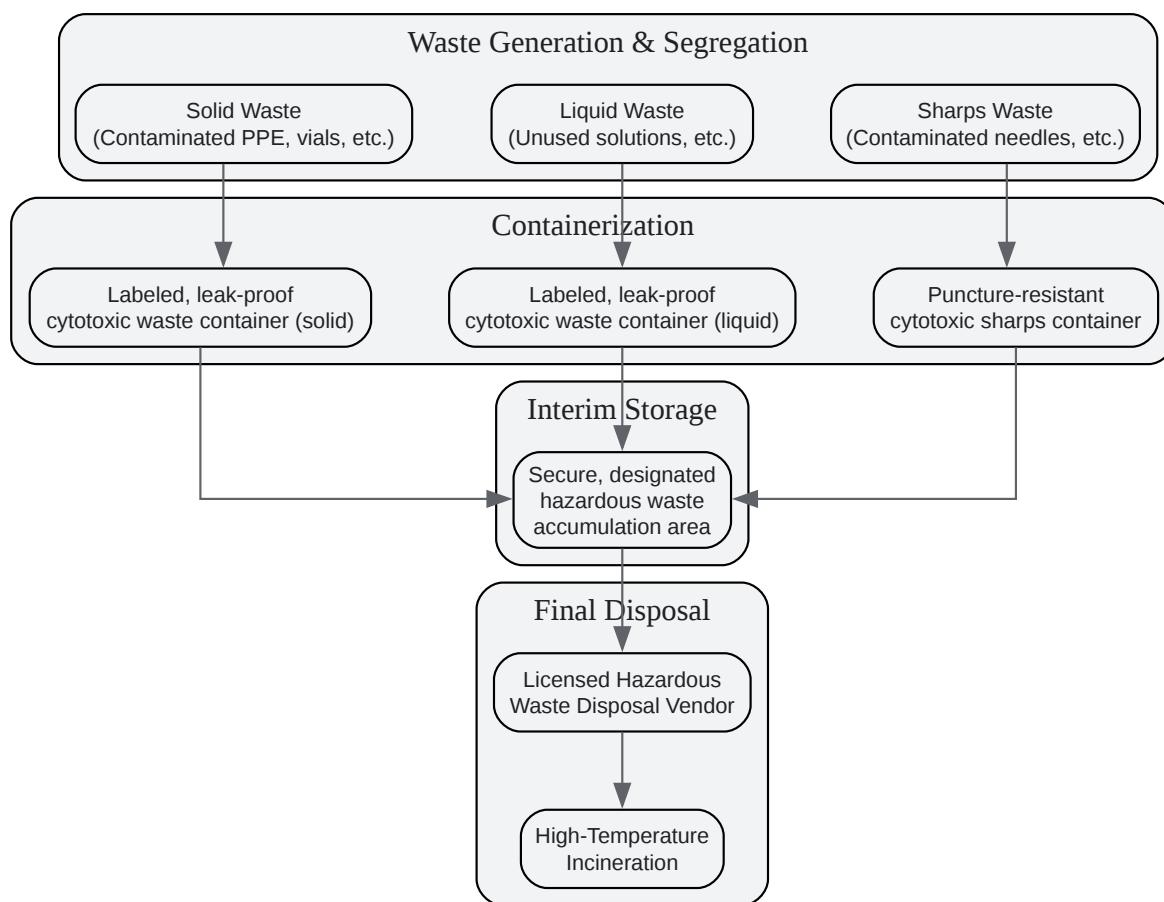 Waste Generation & Segregation
Solid Waste
(Contaminated PPE, vials, etc.)
Liquid Waste
(Unused solutions, etc.)
Sharps Waste
(Contaminated needles, etc.)
Containerization
Labeled, leak-proof
cytotoxic waste container (solid)
Labeled, leak-proof
cytotoxic waste container (liquid)
Puncture-resistant
cytotoxic sharps container
Interim Storage
Secure, designated
hazardous waste
accumulation area
Final Disposal
Licensed Hazardous
Waste Disposal Vendor
High-Temperature
Incineration